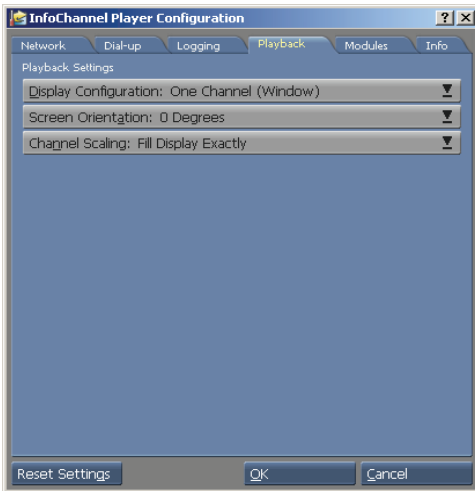 InfoChannel Player Configuration
Network Dial-up Logging Playback Modules Info
Playback Settings
Display Configuration: One Channel (Window)
Screen Orientation: 0 Degrees
Channel Scaling: Fill Display Exactly
Reset Settings OK Cancel